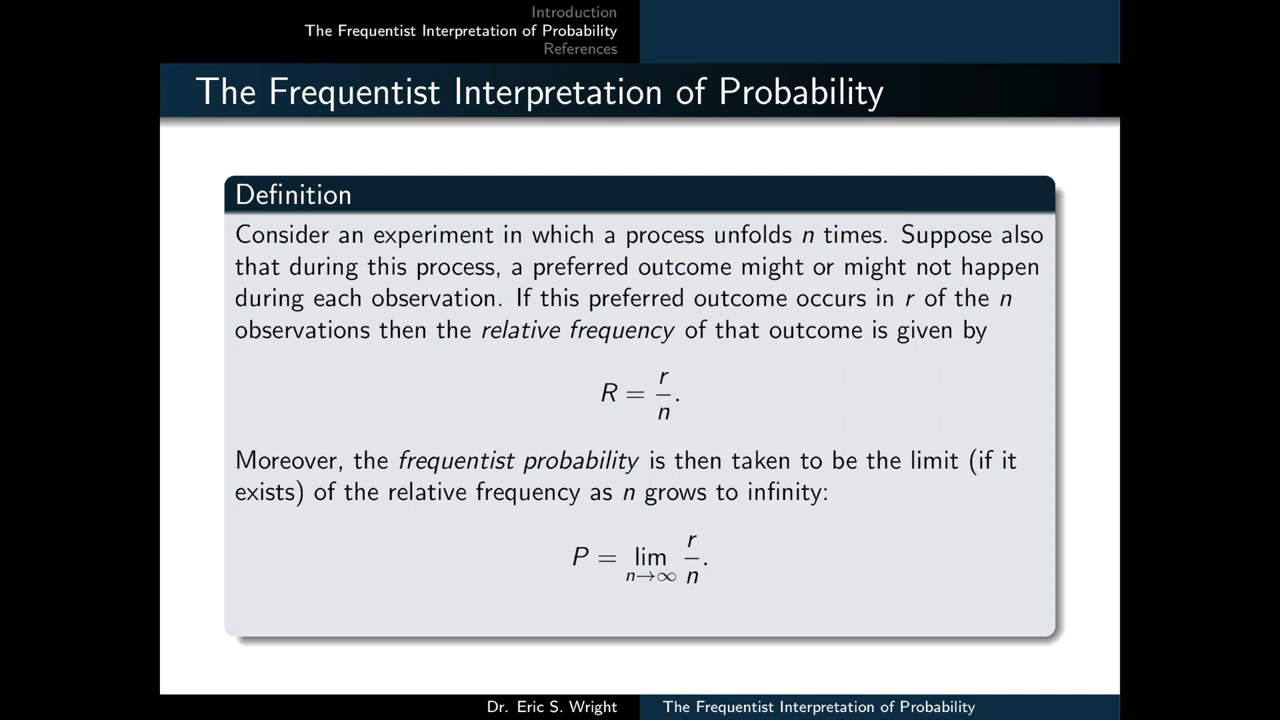 Introduction
The Frequentist Interpretation of Probability
References
The Frequentist Interpretation of Probability
Definition
Consider an experiment in which a process unfolds n times. Suppose also
that during this process, a preferred outcome might or might not happen
during each observation. If this preferred outcome occurs in r of the n
observations then the relative frequency of that outcome is given by
R = r/n.
Moreover, the frequentist probability is then taken to be the limit (if it
exists) of the relative frequency as n grows to infinity:
P = lim n→∞ r/n.
Dr. Eric S. Wright
The Frequentist Interpretation of Probability